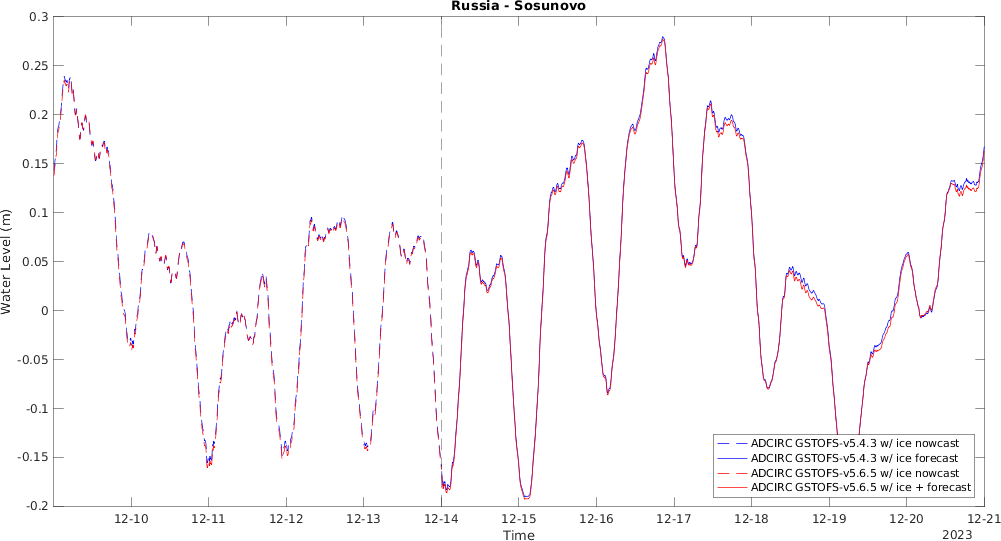 Russia - Sosunovo
0.3
0.25
0.2
0.15
0.1
0.05
0
-0.05
-0.1
-0.15
-0.2
Water Level (m)
ADCIRC GSTOFS-v5.4.3 w/ ice nowcast
ADCIRC GSTOFS-v5.4.3 w/ ice forecast
ADCIRC GSTOFS-v5.6.5 w/ ice nowcast
ADCIRC GSTOFS-v5.6.5 w/ ice + forecast
12-10 12-11 12-12 12-13 12-14 12-15 12-16 12-17 12-18 12-19 12-20 12-21
Time
2023